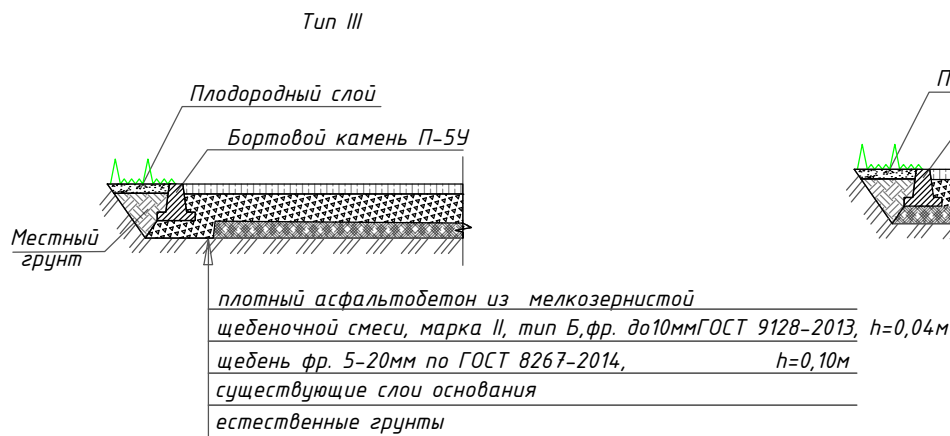 Тип III
Плодородный слой
П
Бортовой камень П-5У
Местный
грунт
плотный асфальтобетон из мелкозернистой
щебеночной смеси, марка II, тип Б,фр. до10ммГОСТ 9128-2013, h=0,04м
щебень фр. 5-20мм по ГОСТ 8267-2014, h=0,10м
существующие слои основания
естественные грунты